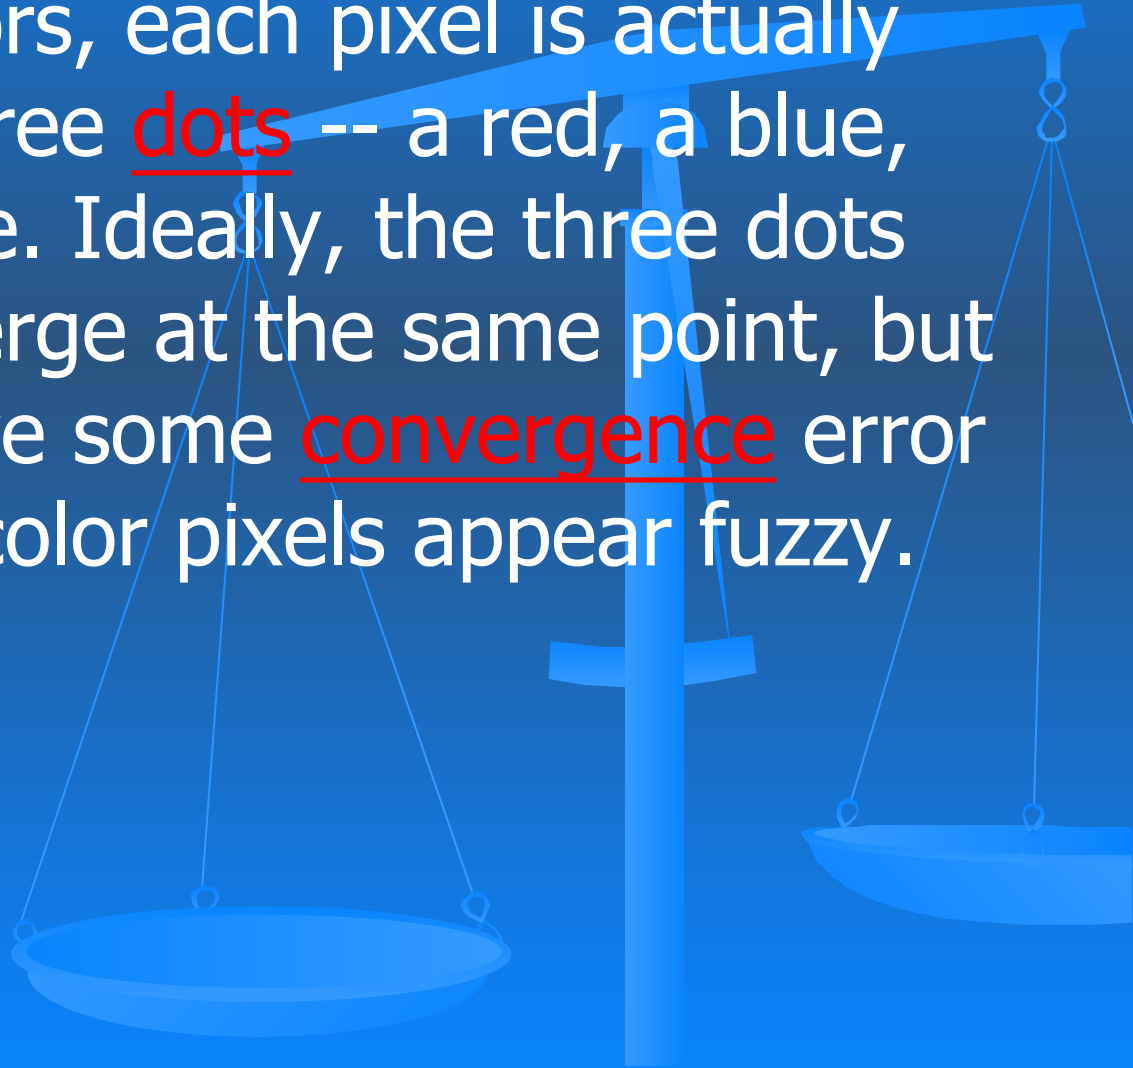 ors, each pixel is actually
ree dots -- a red, a blue,
e. Ideally, the three dots
erge at the same point, but
e some convergence error
color pixels appear fuzzy.